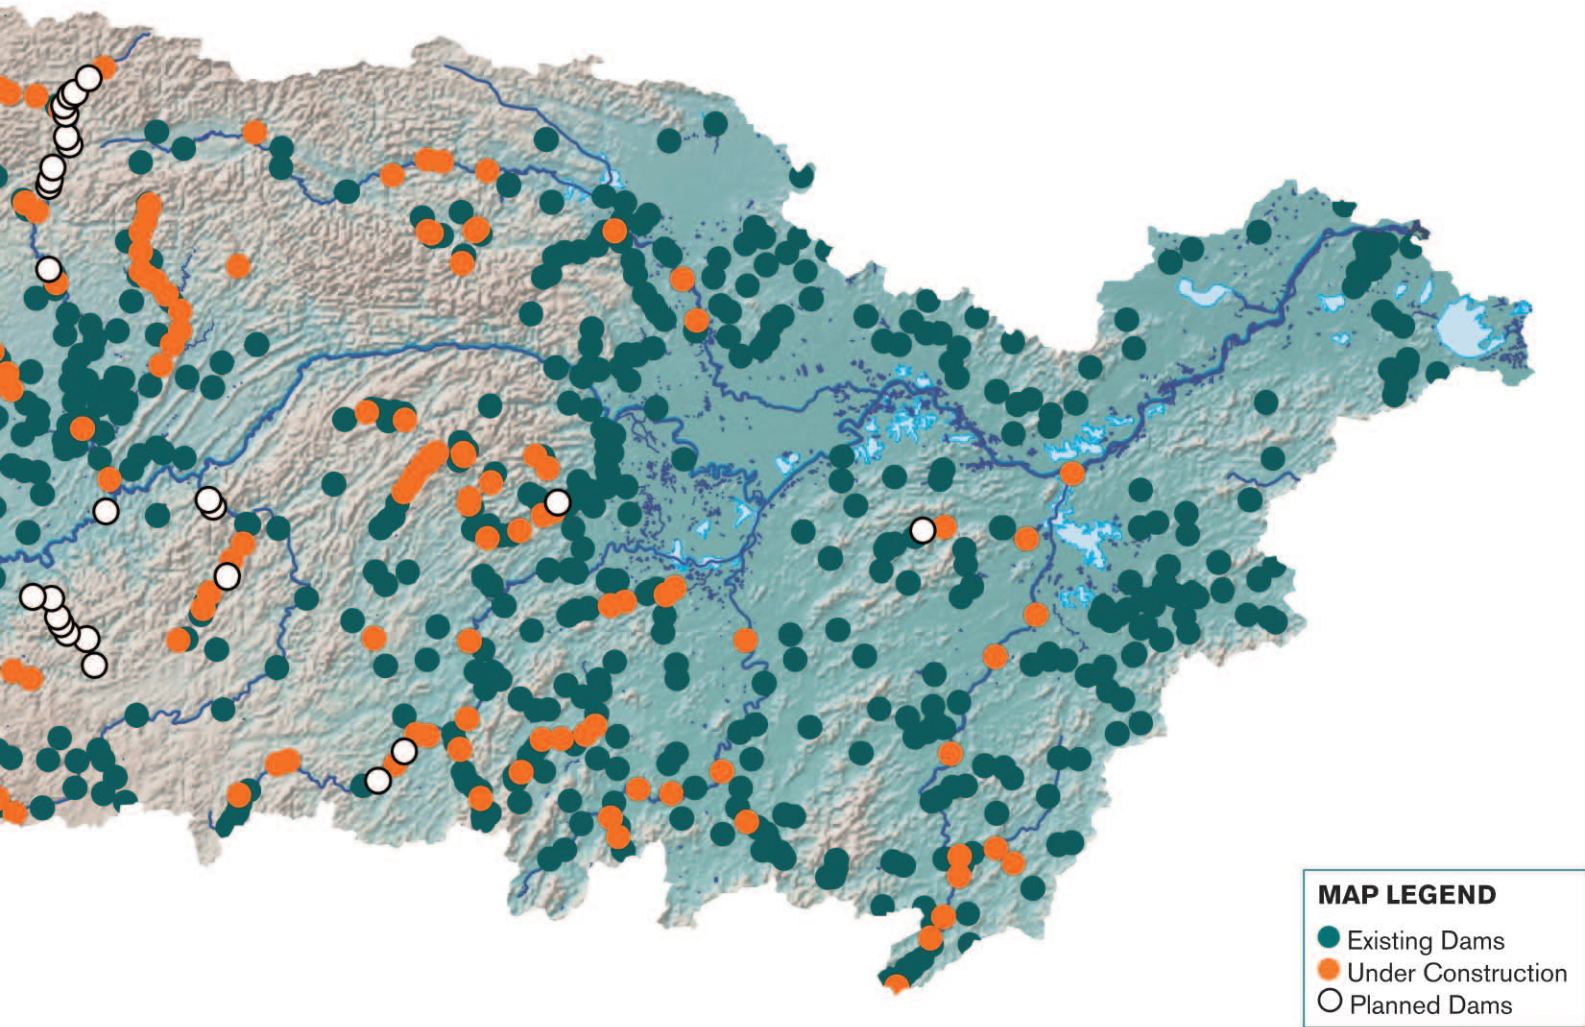 MAP LEGEND
Existing Dams
Under Construction
Planned Dams